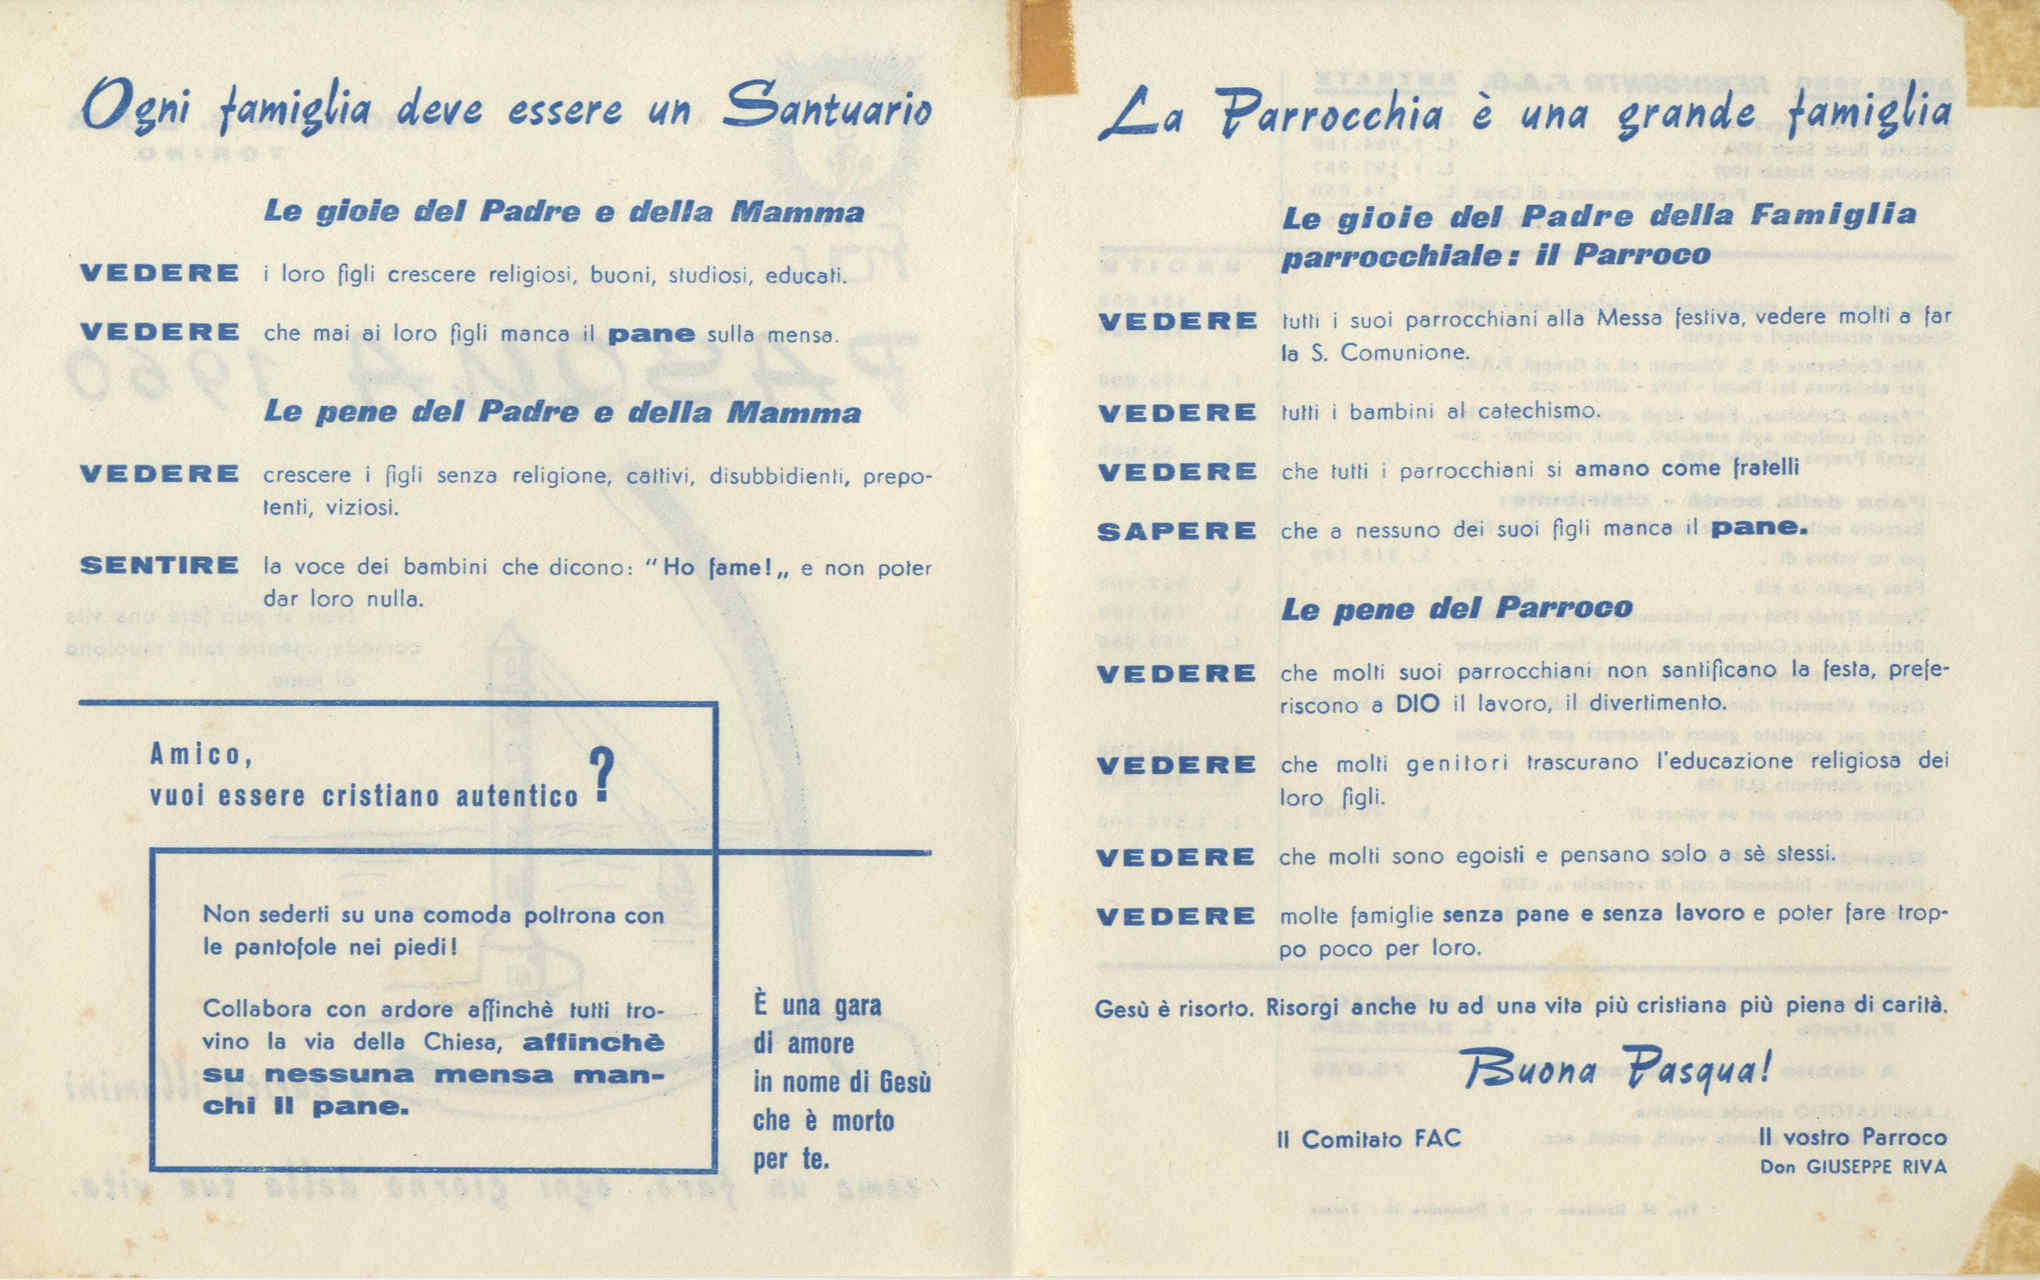 Ogni famiglia deve essere un Santuario
Le gioie del Padre e della Mamma
VEDERE i loro figli crescere religiosi, buoni, studiosi, educati.
VEDERE che mai ai loro figli manca il pane sulla mensa.
Le pene del Padre e della Mamma
VEDERE crescere i figli senza religione, cattivi, disubbidienti, prepo-
tenti, viziosi.
SENTIRE la voce dei bambini che dicono: "Ho fame!„ e non poter
dar loro nulla.
Amico,
vuoi essere cristiano autentico ?
Non sederti su una comoda poltrona con
le pantofole nei piedi!
Collabora con ardore affinchè tutti tro-
vino la via della Chiesa, affinchè
su nessuna mensa man-
chi il pane.
È una gara
di amore
in nome di Gesù
che è morto
per te.
La Parrocchia è una grande famiglia
Le gioie del Padre della Famiglia
parrocchiale: il Parroco
VEDERE tutti i suoi parrocchiani alla Messa festiva, vedere molti a far
la S. Comunione.
VEDERE tutti i bambini al catechismo.
VEDERE che tutti i parrocchiani si amano come fratelli
SAPERE che a nessuno dei suoi figli manca il pane.
Le pene del Parroco
VEDERE che molti suoi parrocchiani non santificano la festa, prefe-
riscono a DIO il lavoro, il divertimento.
VEDERE che molti genitori trascurano l'educazione religiosa dei
loro figli.
VEDERE che molti sono egoisti e pensano solo a sè stessi.
VEDERE molte famiglie senza pane e senza lavoro e poter fare trop-
po poco per loro.
Gesù è risorto. Risorgi anche tu ad una vita più cristiana più piena di carità.
Buona Pasqua!
Il Comitato FAC
Il vostro Parroco
Don GIUSEPPE RIVA